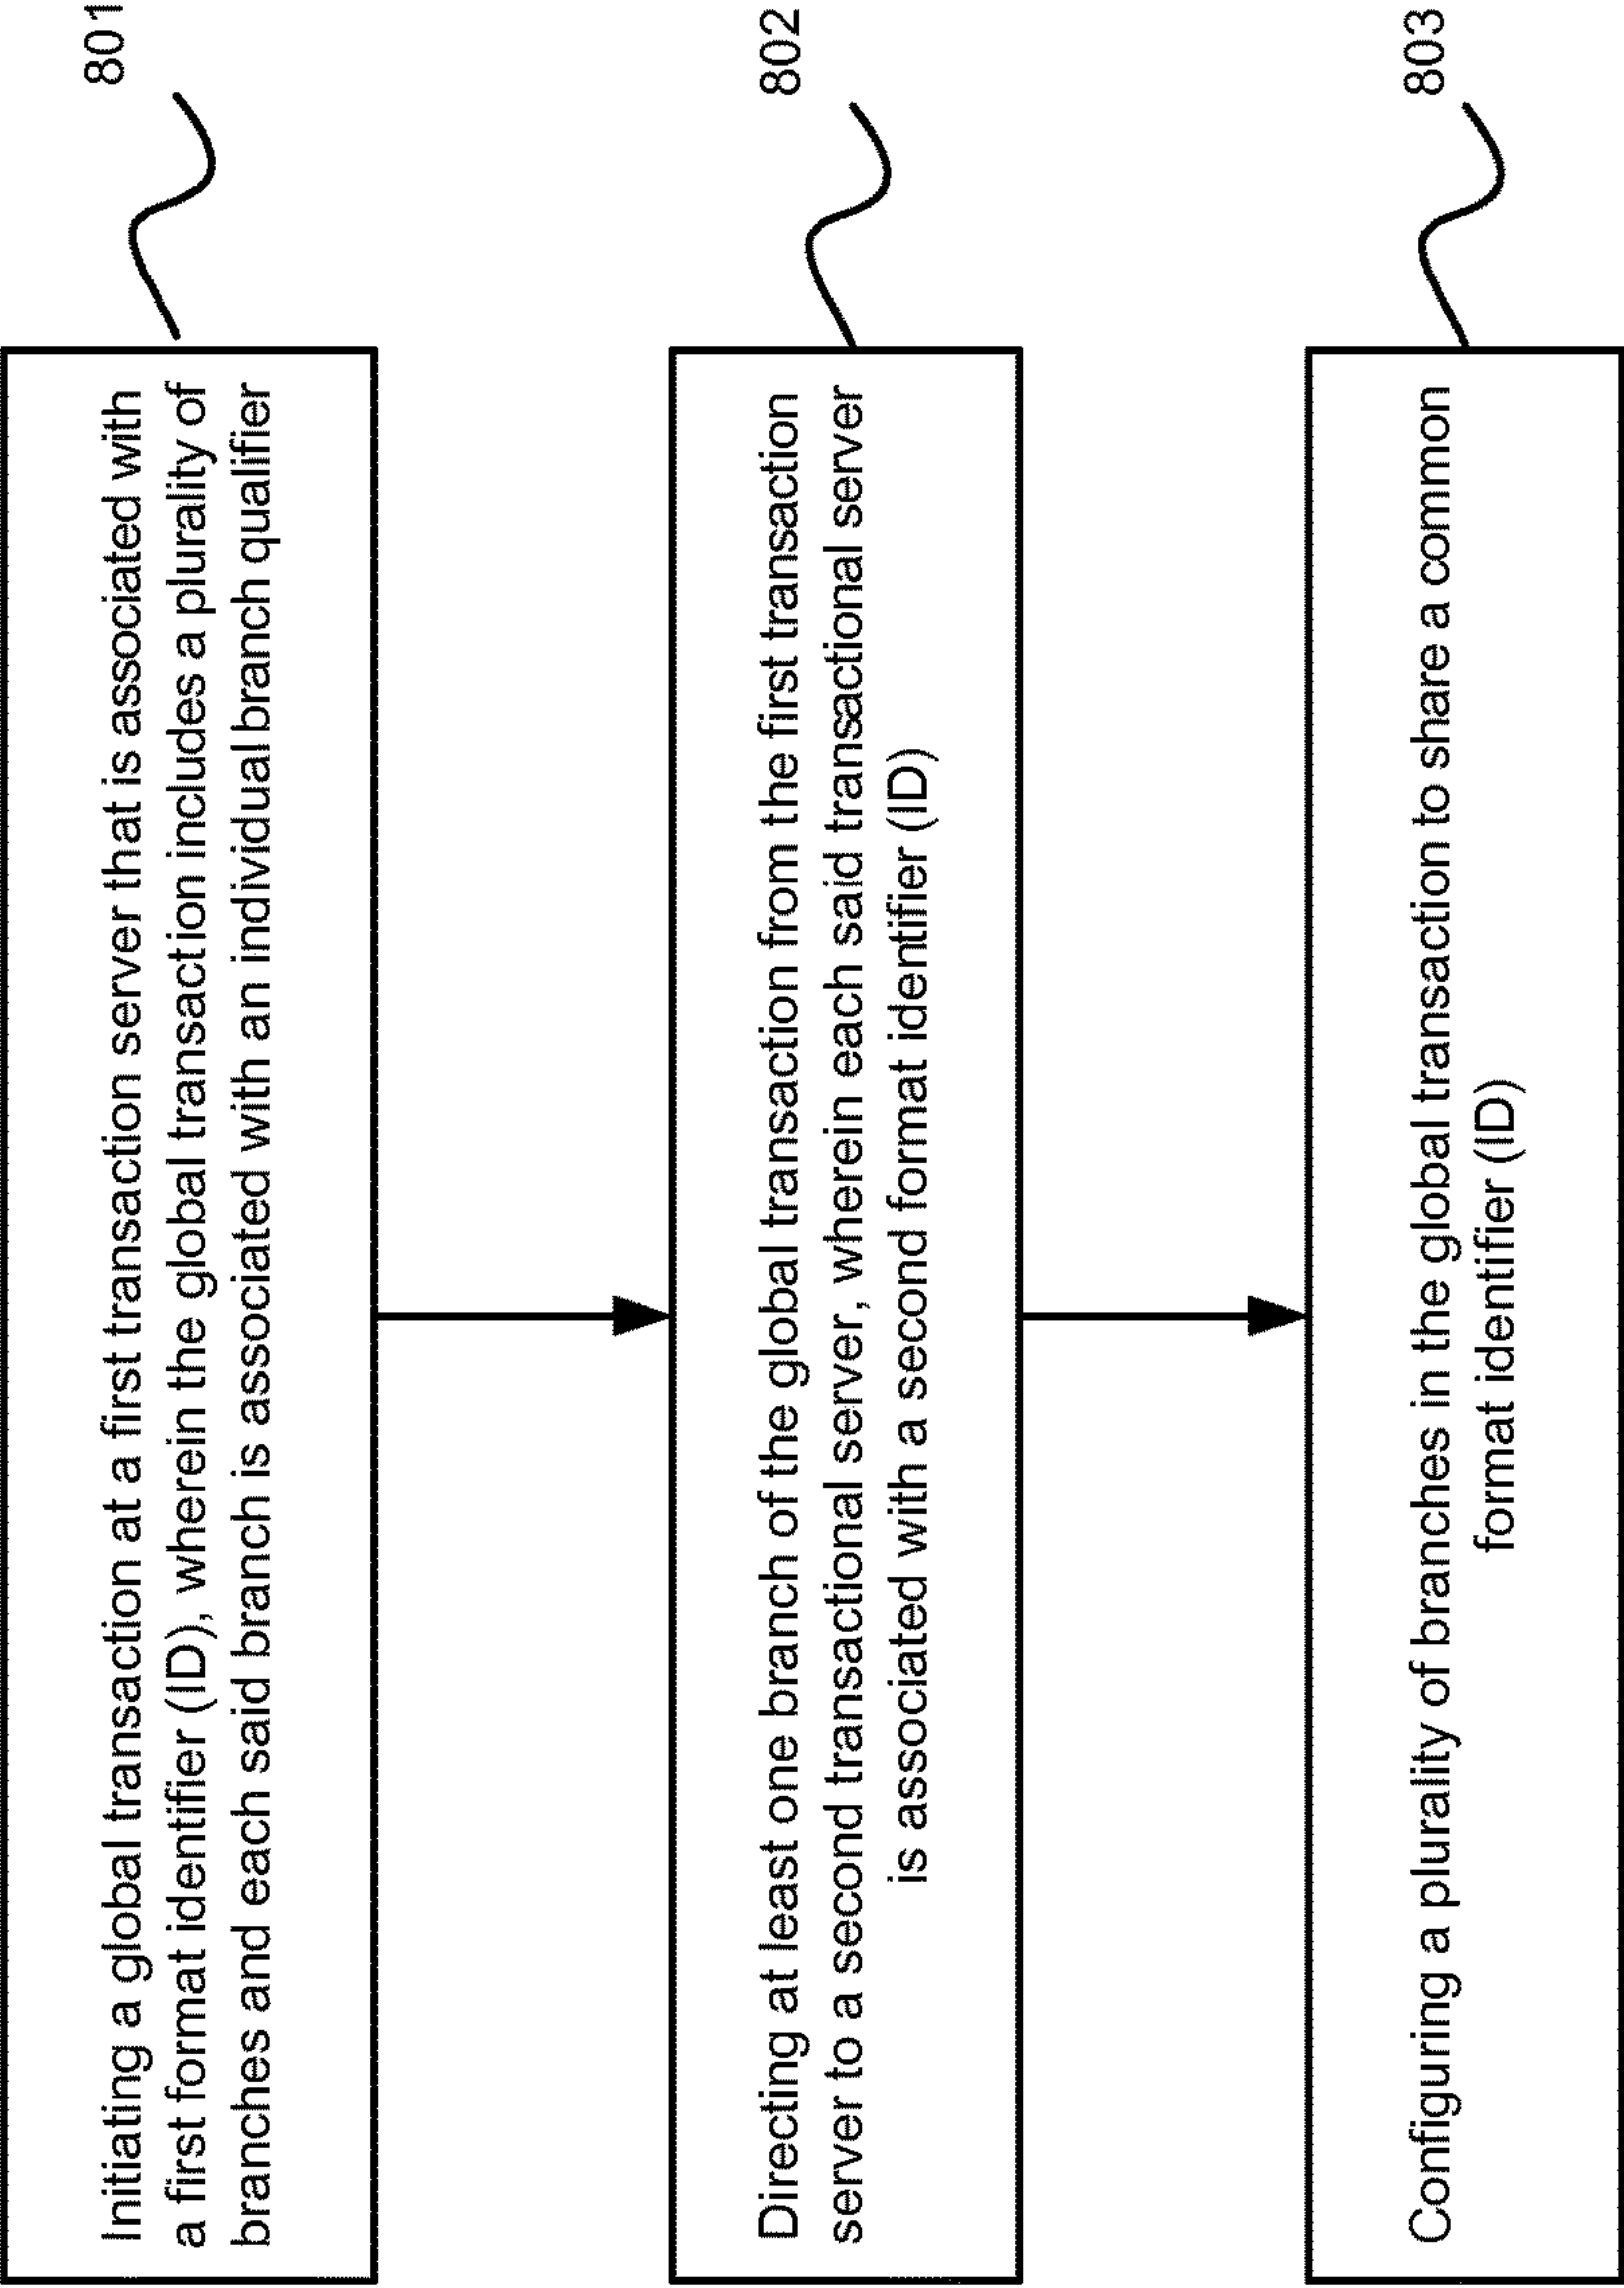 Initiating a global transaction at a first transaction server that is associated with
a first format identifier (ID), wherein the global transaction includes a plurality of
branches and each said branch is associated with an individual branch qualifier
801
Directing at least one branch of the global transaction from the first transaction
server to a second transactional server, wherein each said transactional server
is associated with a second format identifier (ID)
802
Configuring a plurality of branches in the global transaction to share a common
format identifier (ID)
803